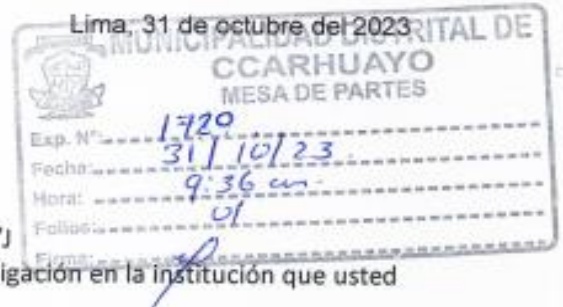 Lima, 31 de octubre del 2023
MUNICIPALIDAD DISTRITAL DE
CCARHUAYO
MESA DE PARTES
Exp. N°: 1720
Fecha: 31/10/23.
Hora: 9:36 am
Folios: 01
Firma:
igación en la institución que usted